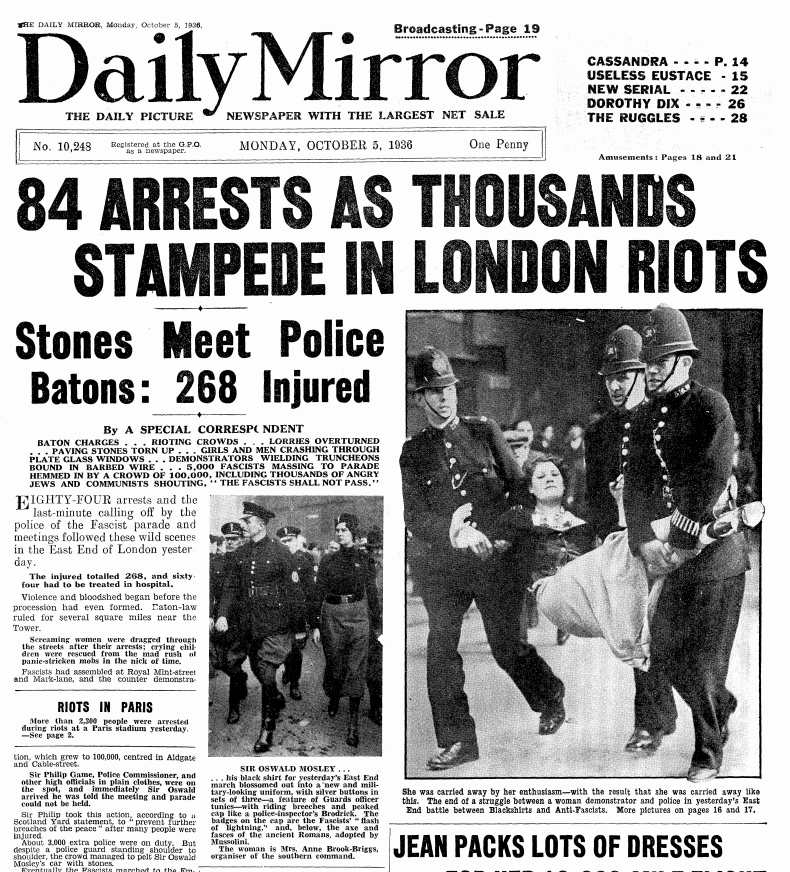 THE DAILY MIRROR, Monday, October 5, 1936.
Broadcasting - Page 19
Daily Mirror
THE DAILY PICTURE NEWSPAPER WITH THE LARGEST NET SALE
CASSANDRA - - - - P. 14
USELESS EUSTACE - 15
NEW SERIAL - - - - - 22
DOROTHY DIX - - - - 26
THE RUGGLES - - - - 28
Amusements: Pages 18 and 21
No. 10,248
Registered at the G.P.O.
as a newspaper.
MONDAY, OCTOBER 5, 1936
One Penny
84 ARRESTS AS THOUSANDS
STAMPEDE IN LONDON RIOTS
Stones Meet Police
Batons: 268 Injured
By A SPECIAL CORRESPONDENT
BATON CHARGES . . . RIOTING CROWDS . . . LORRIES OVERTURNED
. . . PAVING STONES TORN UP . . . GIRLS AND MEN CRASHING THROUGH
PLATE GLASS WINDOWS . . . DEMONSTRATORS WIELDING TRUNCHEONS
BOUND IN BARBED WIRE . . . 5,000 FASCISTS MASSING TO PARADE
HEMMED IN BY A CROWD OF 100,000, INCLUDING THOUSANDS OF ANGRY
JEWS AND COMMUNISTS SHOUTING, "THE FASCISTS SHALL NOT PASS."
EIGHTY-FOUR arrests and the
last-minute calling off by the
police of the Fascist parade and
meetings followed these wild scenes
in the East End of London yester
day.
The injured totalled 268, and sixty-
four had to be treated in hospital.
Violence and bloodshed began before the
procession had even formed. Baton-law
ruled for several square miles near the
Tower.
Screaming women were dragged through
the streets after their arrests; crying chil-
dren were rescued from the mad rush of
panic-stricken mobs in the nick of time.
Fascists had assembled at Royal Mint-street
and Mark-lane, and the counter demonstra-
RIOTS IN PARIS
More than 2,300 people were arrested
during riots at a Paris stadium yesterday.
—See page 2.
tion, which grew to 100,000, centred in Aldgate
and Cable-street.
Sir Philip Game, Police Commissioner, and
other high officials in plain clothes, were on
the spot, and immediately Sir Oswald
arrived he was told the meeting and parade
could not be held.
Sir Philip took this action, according to a
Scotland Yard statement, to "prevent further
breaches of the peace" after many people were
injured
About 3,000 extra police were on duty. But
despite a police guard standing shoulder to
shoulder, the crowd managed to pelt Sir Oswald
Mosley's car with stones.
Eventually the Fascists marched to the Em-
SIR OSWALD MOSLEY . . .
. . . his black shirt for yesterday's East End
march blossomed out into a new and mili-
tary-looking uniform, with silver buttons in
sets of three—a feature of Guards officer
tunics—with riding breeches and peaked
cap like a police-inspector's Brodrick. The
badges on the cap are the Fascists' "flash
of lightning," and, below, the axe and
fasces of the ancient Romans, adopted by
Mussolini.
The woman is Mrs. Anne Brook-Briggs,
organiser of the southern command.
She was carried away by her enthusiasm—with the result that she was carried away like
this. The end of a struggle between a woman demonstrator and police in yesterday's East
End battle between Blackshirts and Anti-Fascists. More pictures on pages 16 and 17.
JEAN PACKS LOTS OF DRESSES